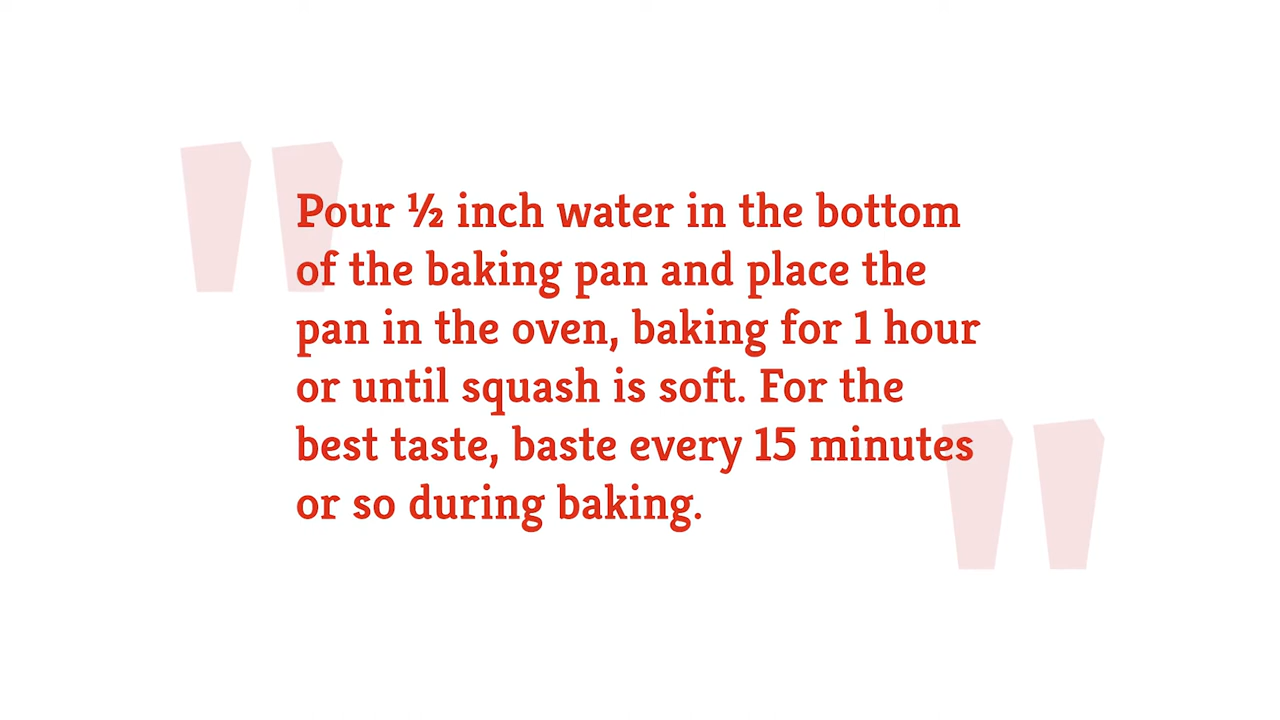 Pour ½ inch water in the bottom
of the baking pan and place the
pan in the oven, baking for 1 hour
or until squash is soft. For the
best taste, baste every 15 minutes
or so during baking.